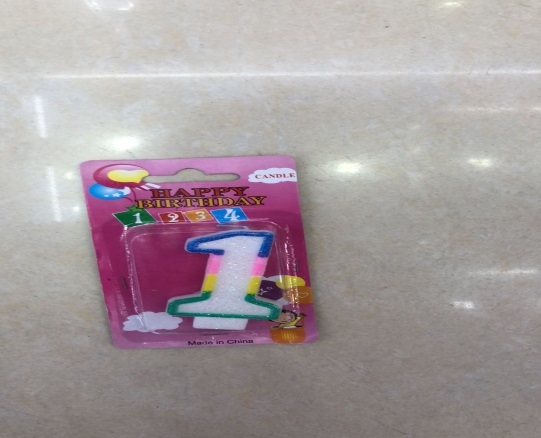 CANDLE
HAPPY
BIRTHDAY
1 2 3 4
1
Made in China